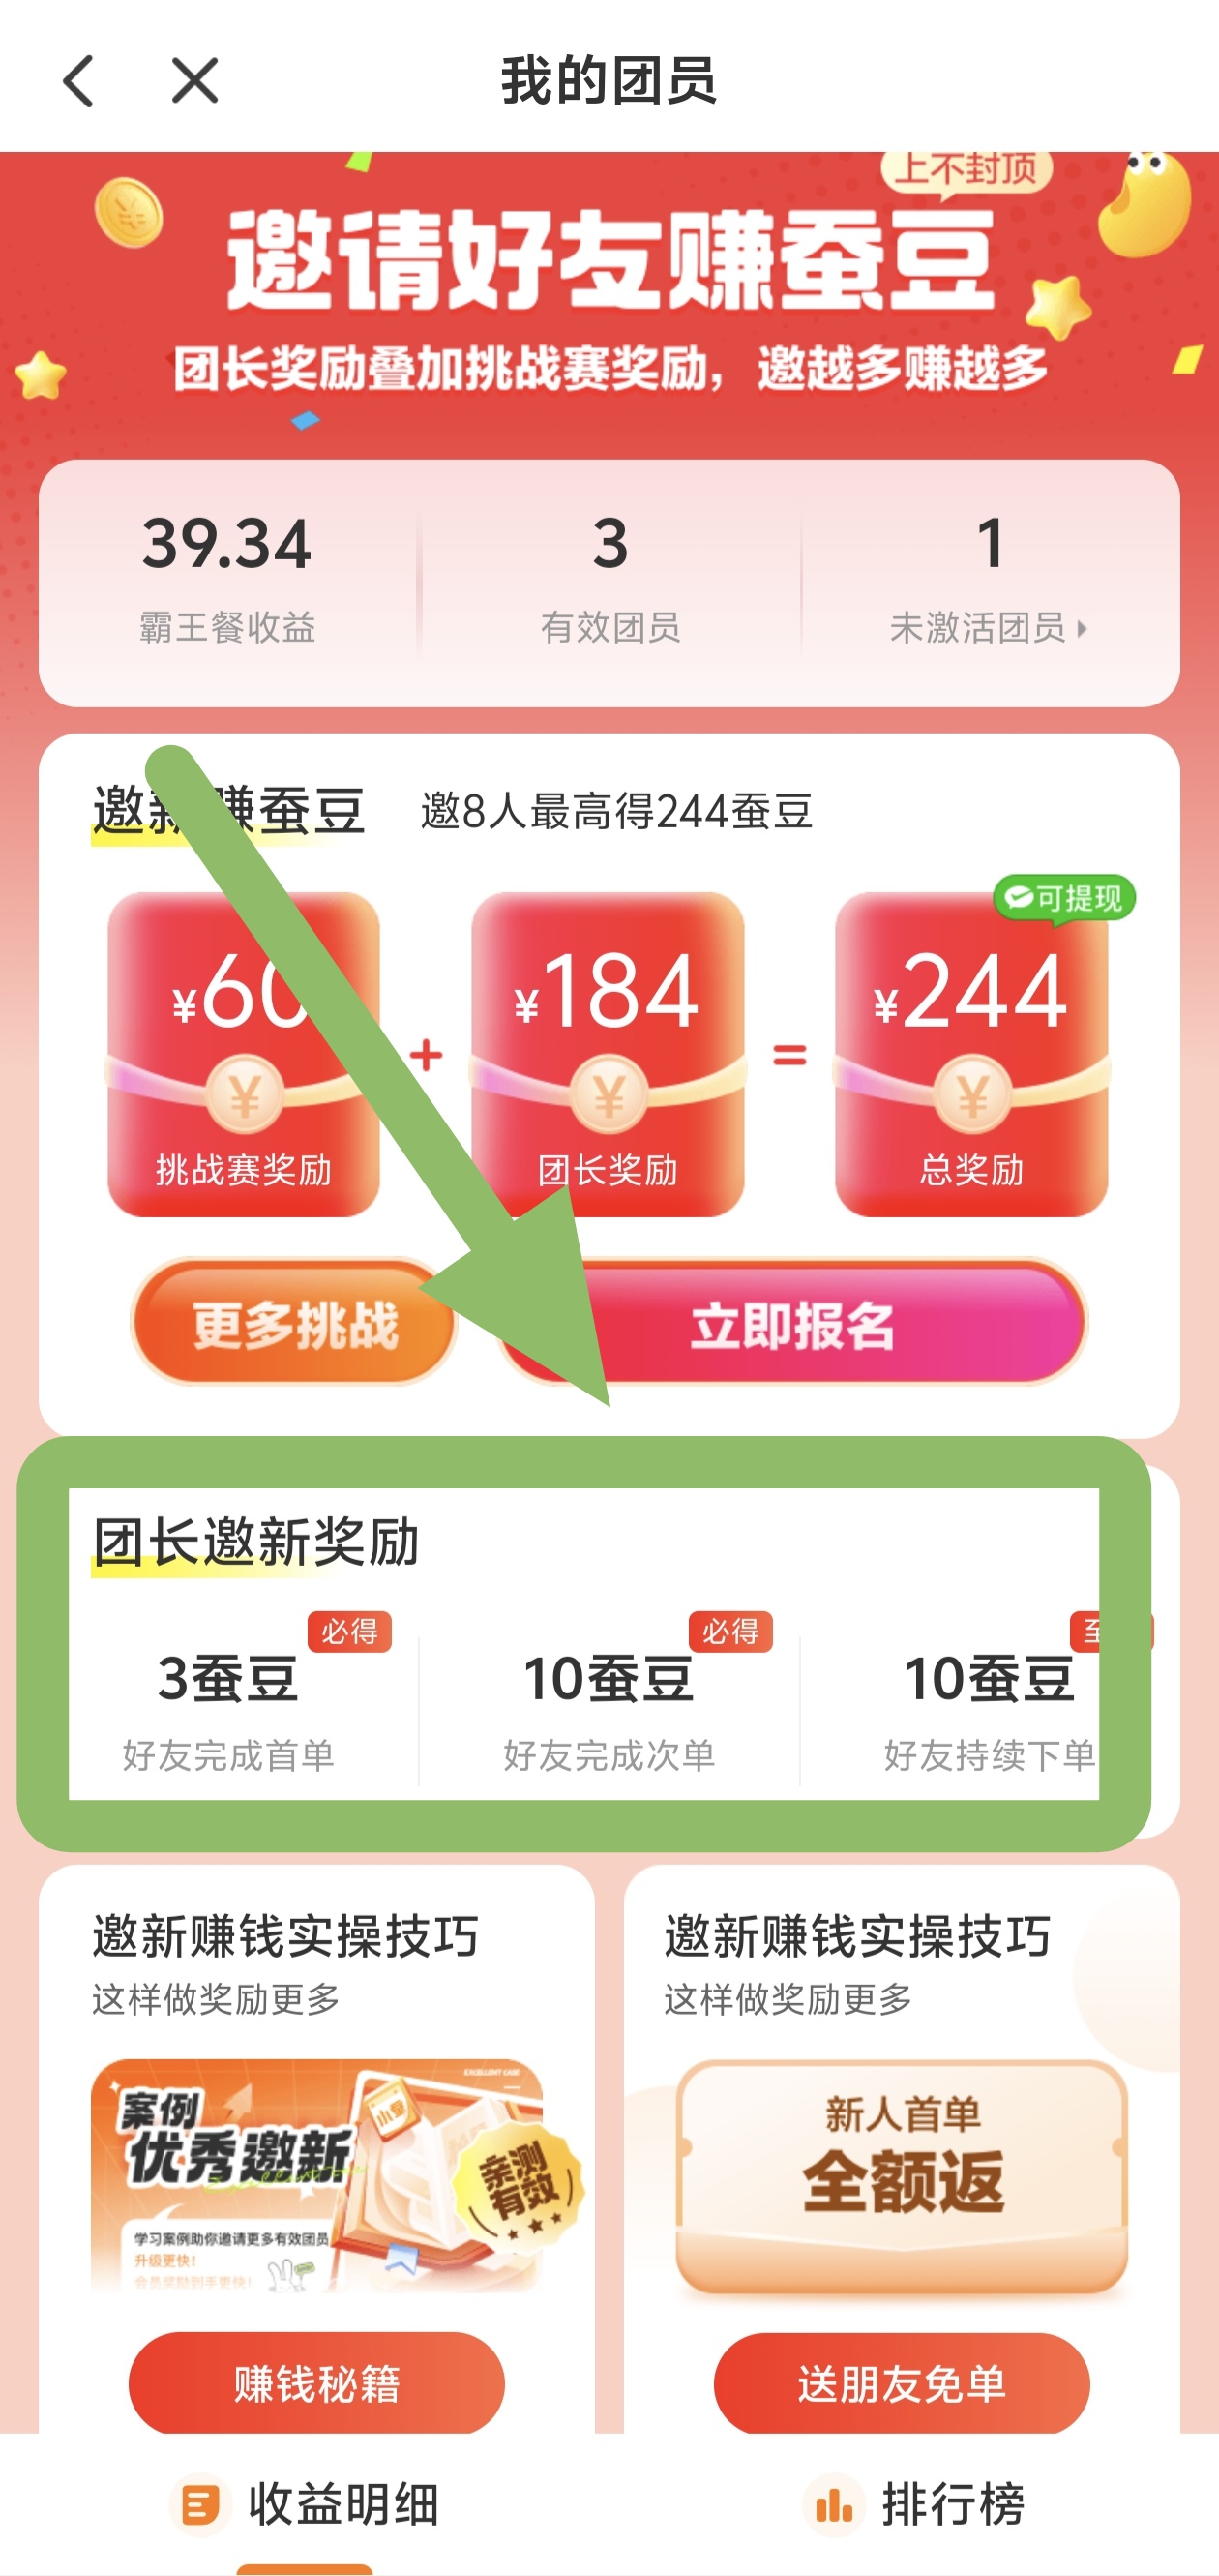 我的团员
上不封顶
邀请好友赚蚕豆
团长奖励叠加挑战赛奖励，邀越多赚越多
39.34
3
1
霸王餐收益
有效团员
未激活团员
邀新赚蚕豆
邀8人最高得244蚕豆
可提现
¥60
+
¥184
=
¥244
挑战赛奖励
团长奖励
总奖励
更多挑战
立即报名
团长邀新奖励
必得
必得
3蚕豆
10蚕豆
10蚕豆
好友完成首单
好友完成次单
好友持续下单
邀新赚钱实操技巧
这样做奖励更多
案例
优秀邀新
EXCELLENT CASE
亲测
有效
学习案例助你邀请更多有效团员
升级更快!
会员奖励到手更快!
赚钱秘籍
邀新赚钱实操技巧
这样做奖励更多
新人首单
全额返
送朋友免单
收益明细
排行榜